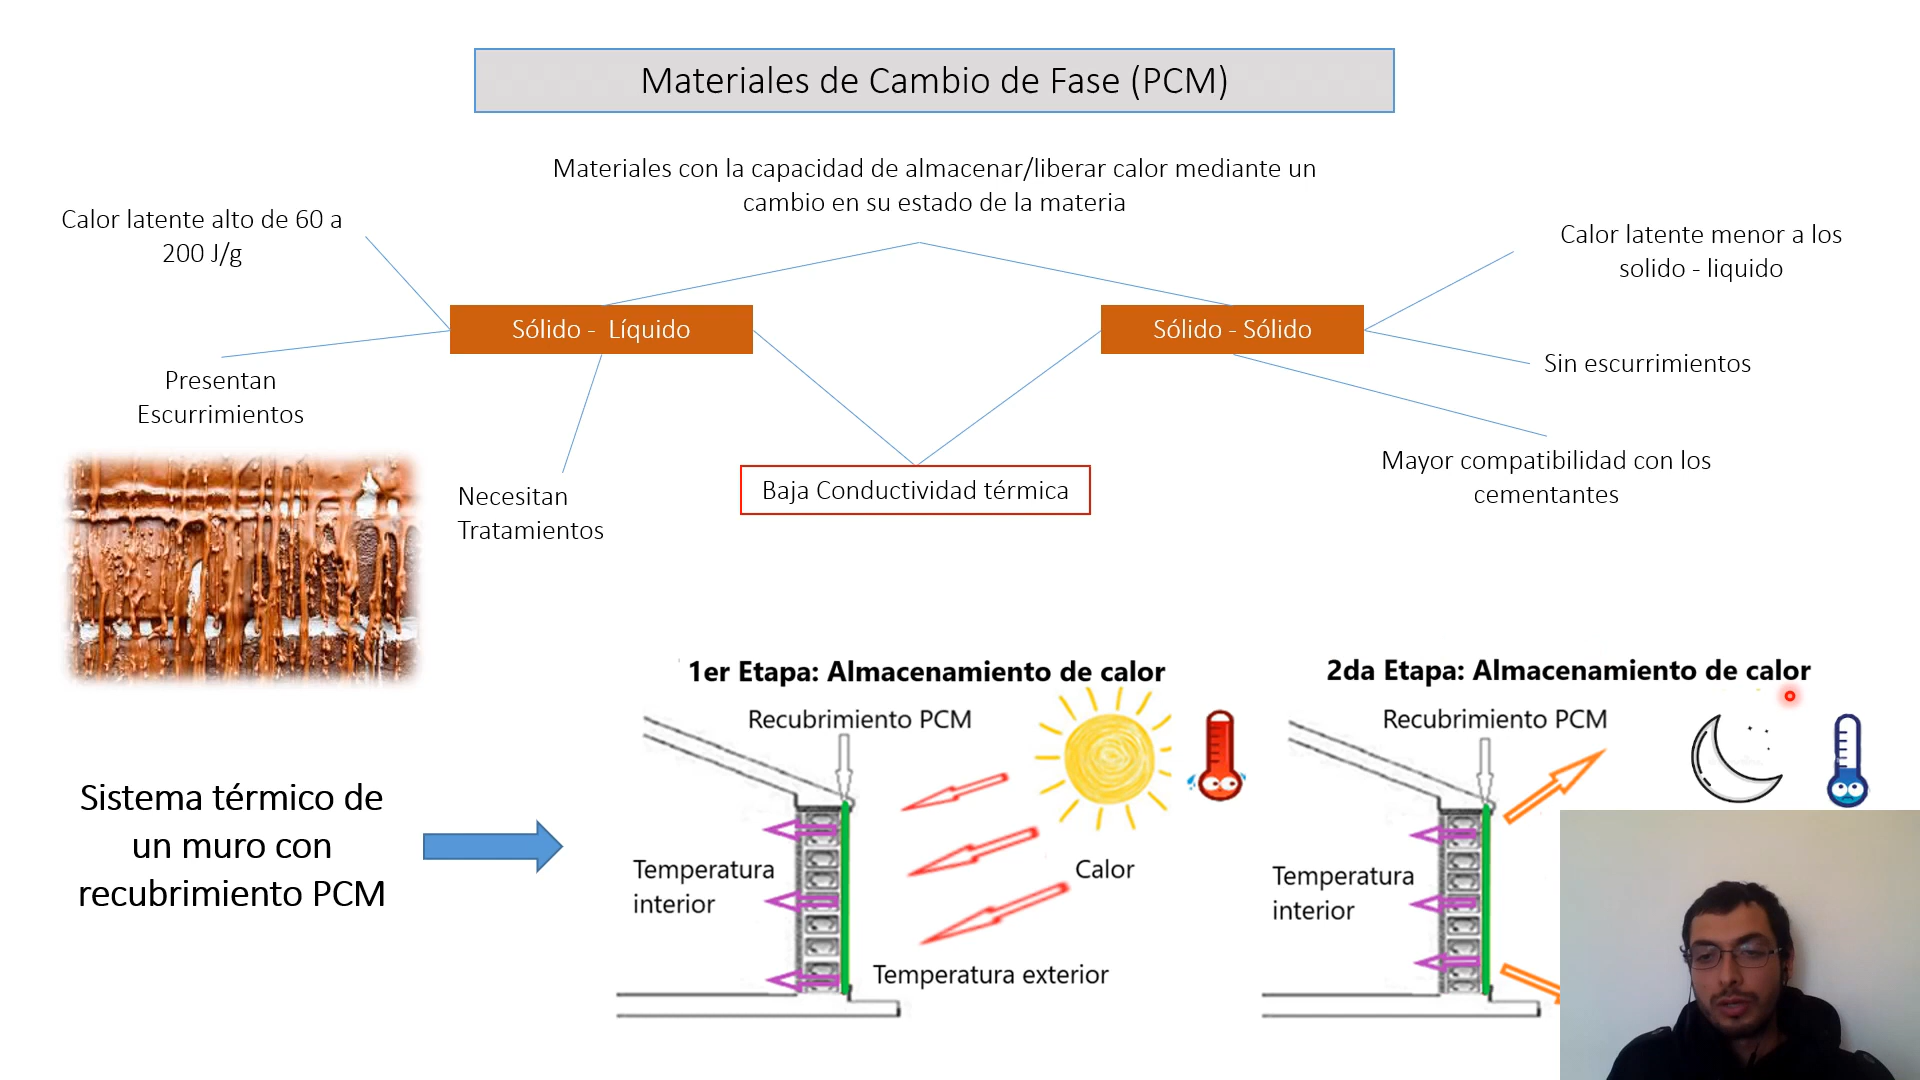 Materiales de Cambio de Fase (PCM)
Materiales con la capacidad de almacenar/liberar calor mediante un
cambio en su estado de la materia
Calor latente alto de 60 a
200 J/g
Calor latente menor a los
solido - liquido
Sólido -  Líquido
Sólido - Sólido
Presentan
Escurrimientos
Sin escurrimientos
Necesitan
Tratamientos
Baja Conductividad térmica
Mayor compatibilidad con los
cementantes
Sistema térmico de
un muro con
recubrimiento PCM
1er Etapa: Almacenamiento de calor
Recubrimiento PCM
Temperatura
interior
Calor
Temperatura exterior
2da Etapa: Almacenamiento de calor
Recubrimiento PCM
Temperatura
interior